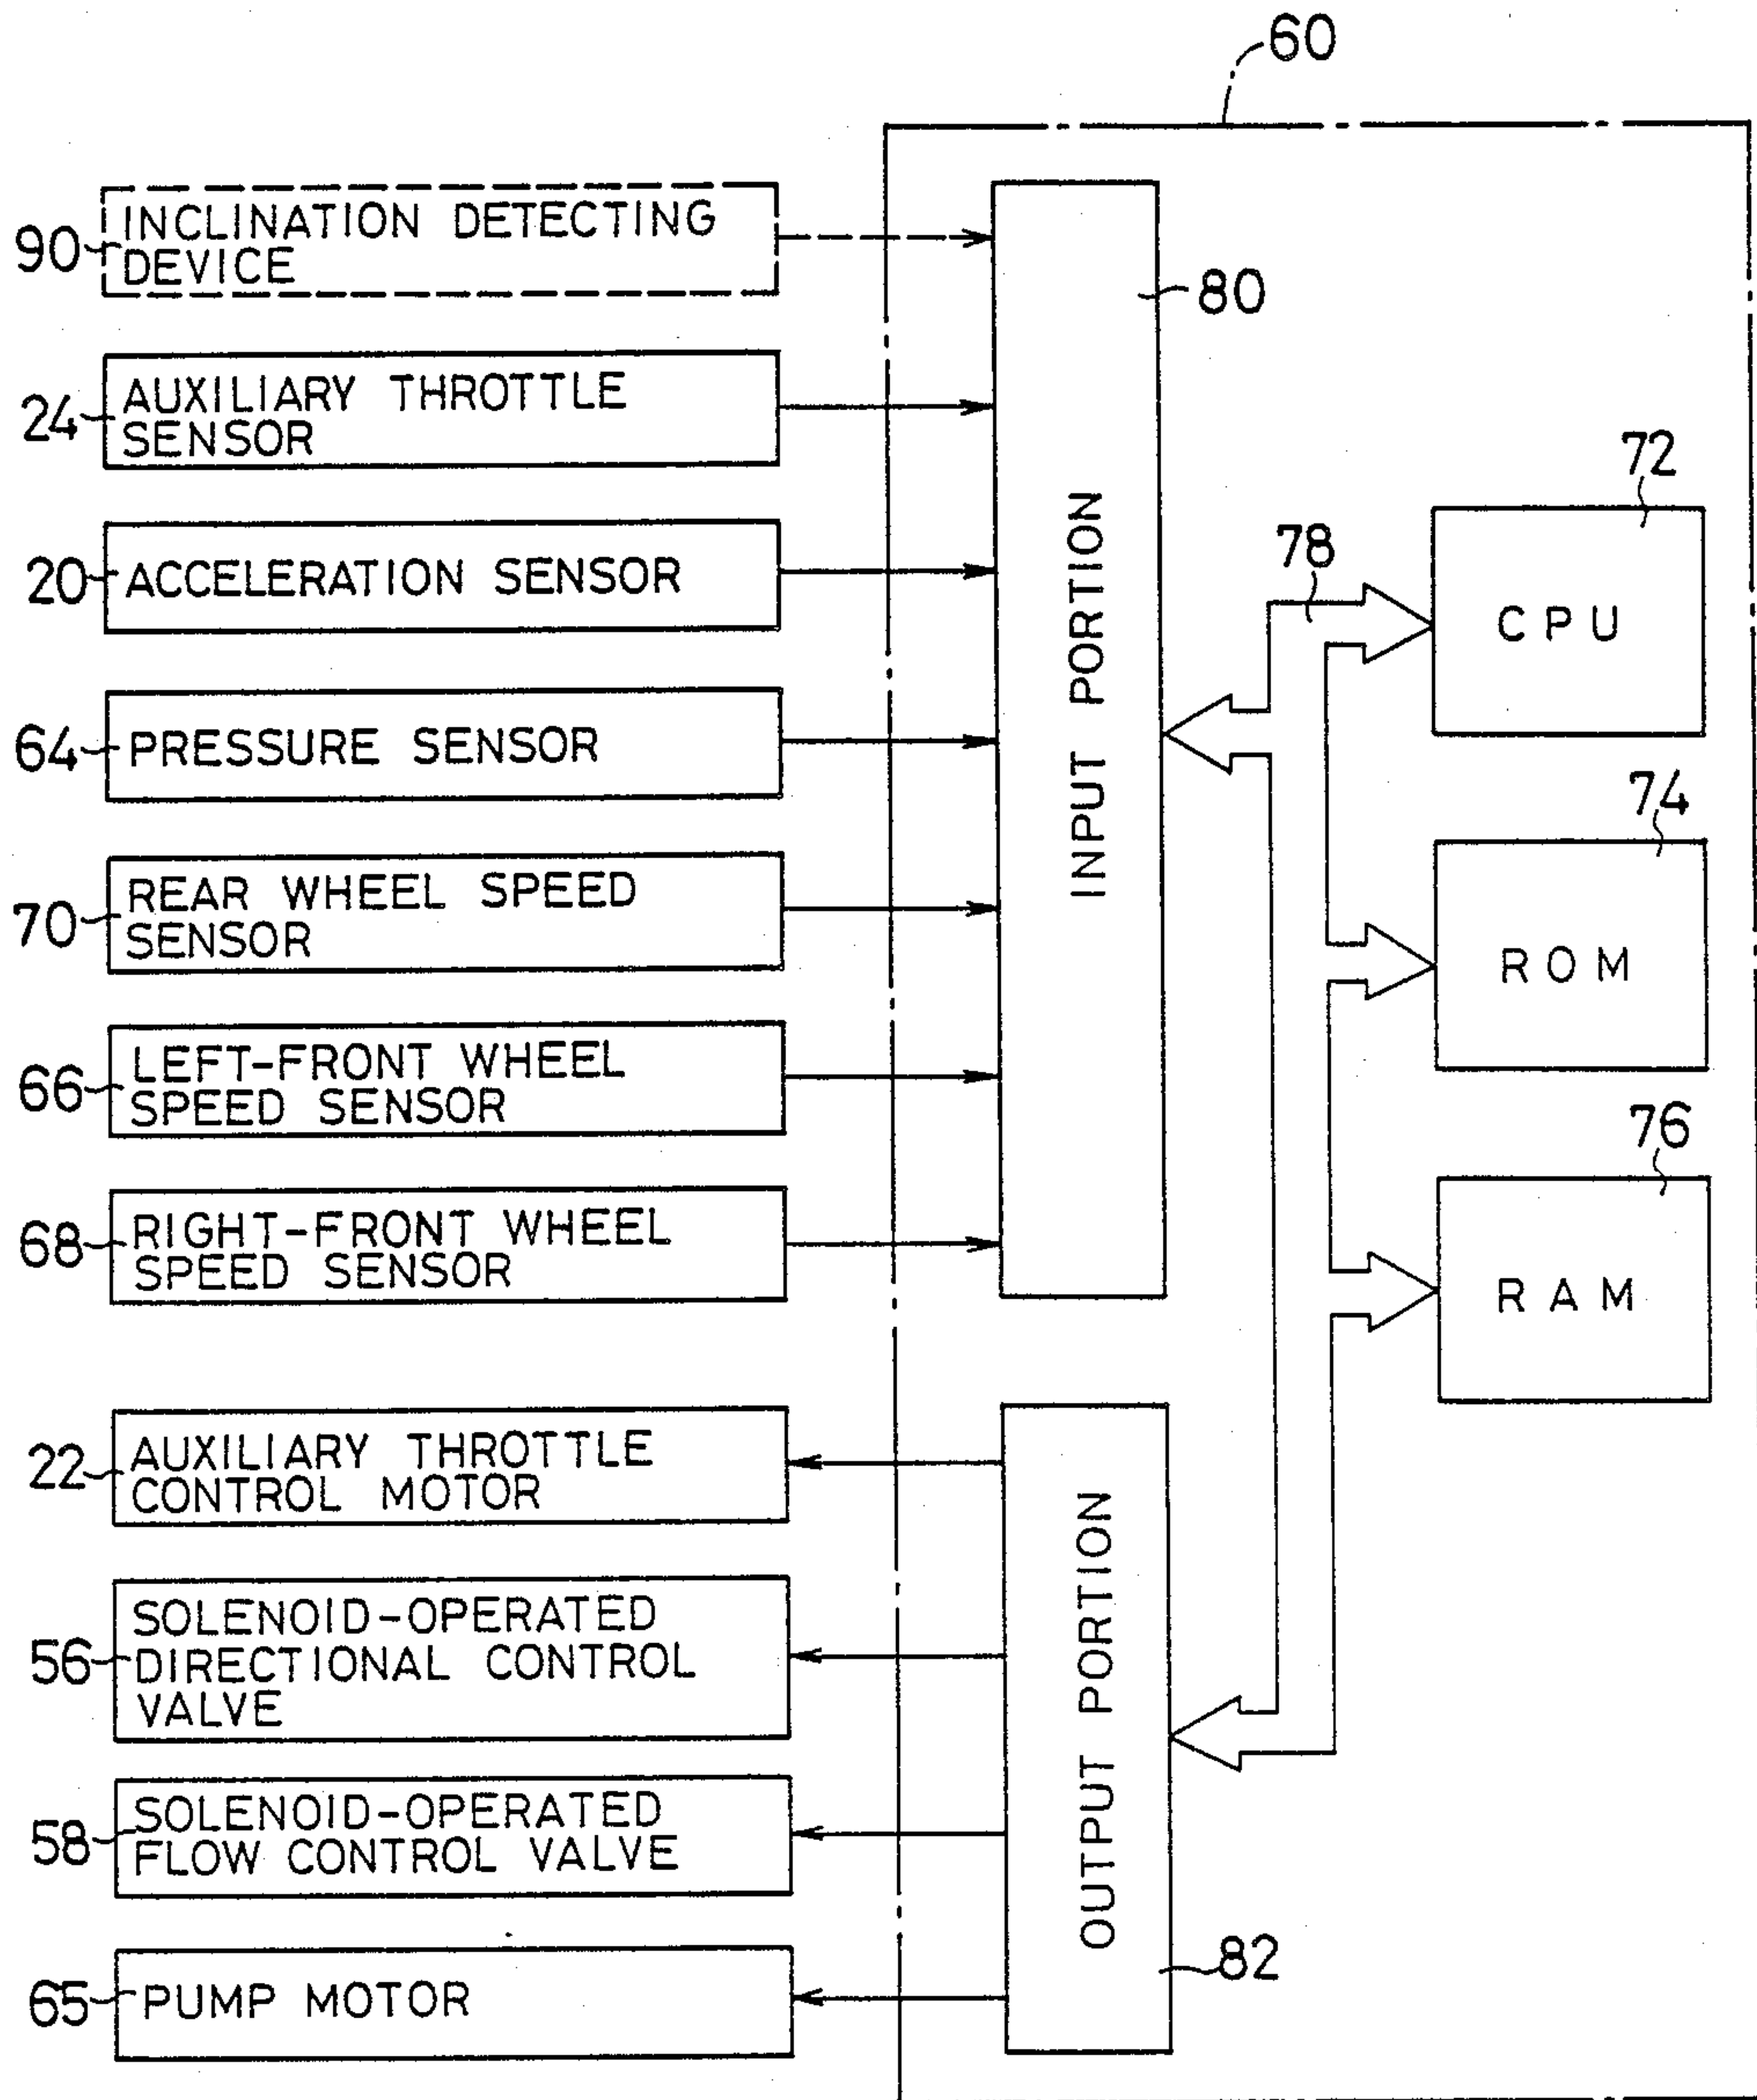 60
90
INCLINATION DETECTING
DEVICE
80
24
AUXILIARY THROTTLE
SENSOR
72
20
ACCELERATION SENSOR
78
CPU
INPUT PORTION
64
PRESSURE SENSOR
74
70
REAR WHEEL SPEED
SENSOR
ROM
66
LEFT-FRONT WHEEL
SPEED SENSOR
76
68
RIGHT-FRONT WHEEL
SPEED SENSOR
RAM
22
AUXILIARY THROTTLE
CONTROL MOTOR
56
SOLENOID-OPERATED
DIRECTIONAL CONTROL
VALVE
OUTPUT PORTION
58
SOLENOID-OPERATED
FLOW CONTROL VALVE
82
65
PUMP MOTOR